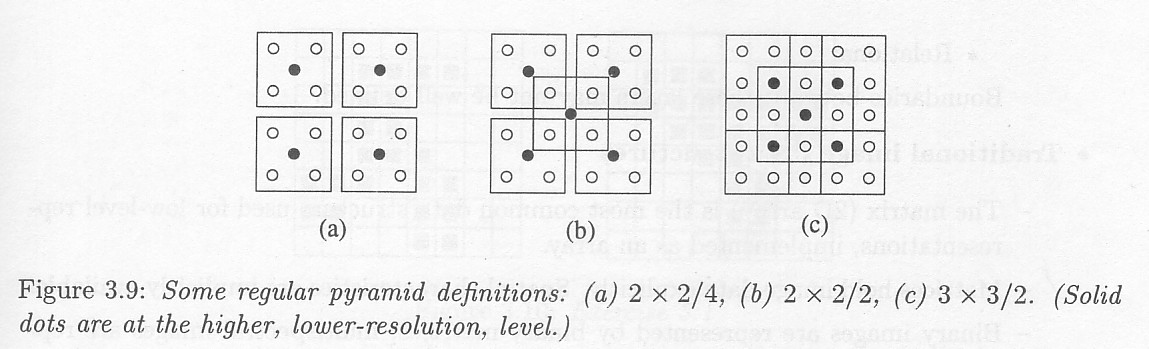 (a)
(b)
(c)
Figure 3.9: Some regular pyramid definitions: (a) 2 × 2/4, (b) 2 × 2/2, (c) 3 × 3/2. (Solid
dots are at the higher, lower-resolution, level.)